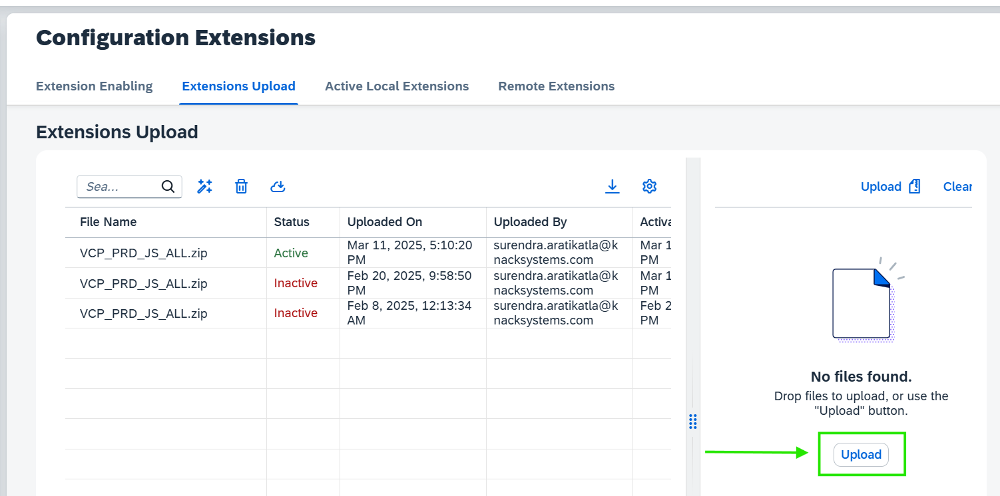 Configuration Extensions
Extension Enabling Extensions Upload Active Local Extensions Remote Extensions
Extensions Upload
Sea...
Upload Clear
File Name Status Uploaded On Uploaded By Activa
VCP_PRD_JS_ALL.zip Active Mar 11, 2025, 5:10:20 PM surendra.aratikatla@knacksystems.com Mar 1 PM
VCP_PRD_JS_ALL.zip Inactive Feb 20, 2025, 9:58:50 PM surendra.aratikatla@knacksystems.com Mar 1 PM
VCP_PRD_JS_ALL.zip Inactive Feb 8, 2025, 12:13:34 AM surendra.aratikatla@knacksystems.com Feb 2 PM
No files found.
Drop files to upload, or use the
"Upload" button.
Upload